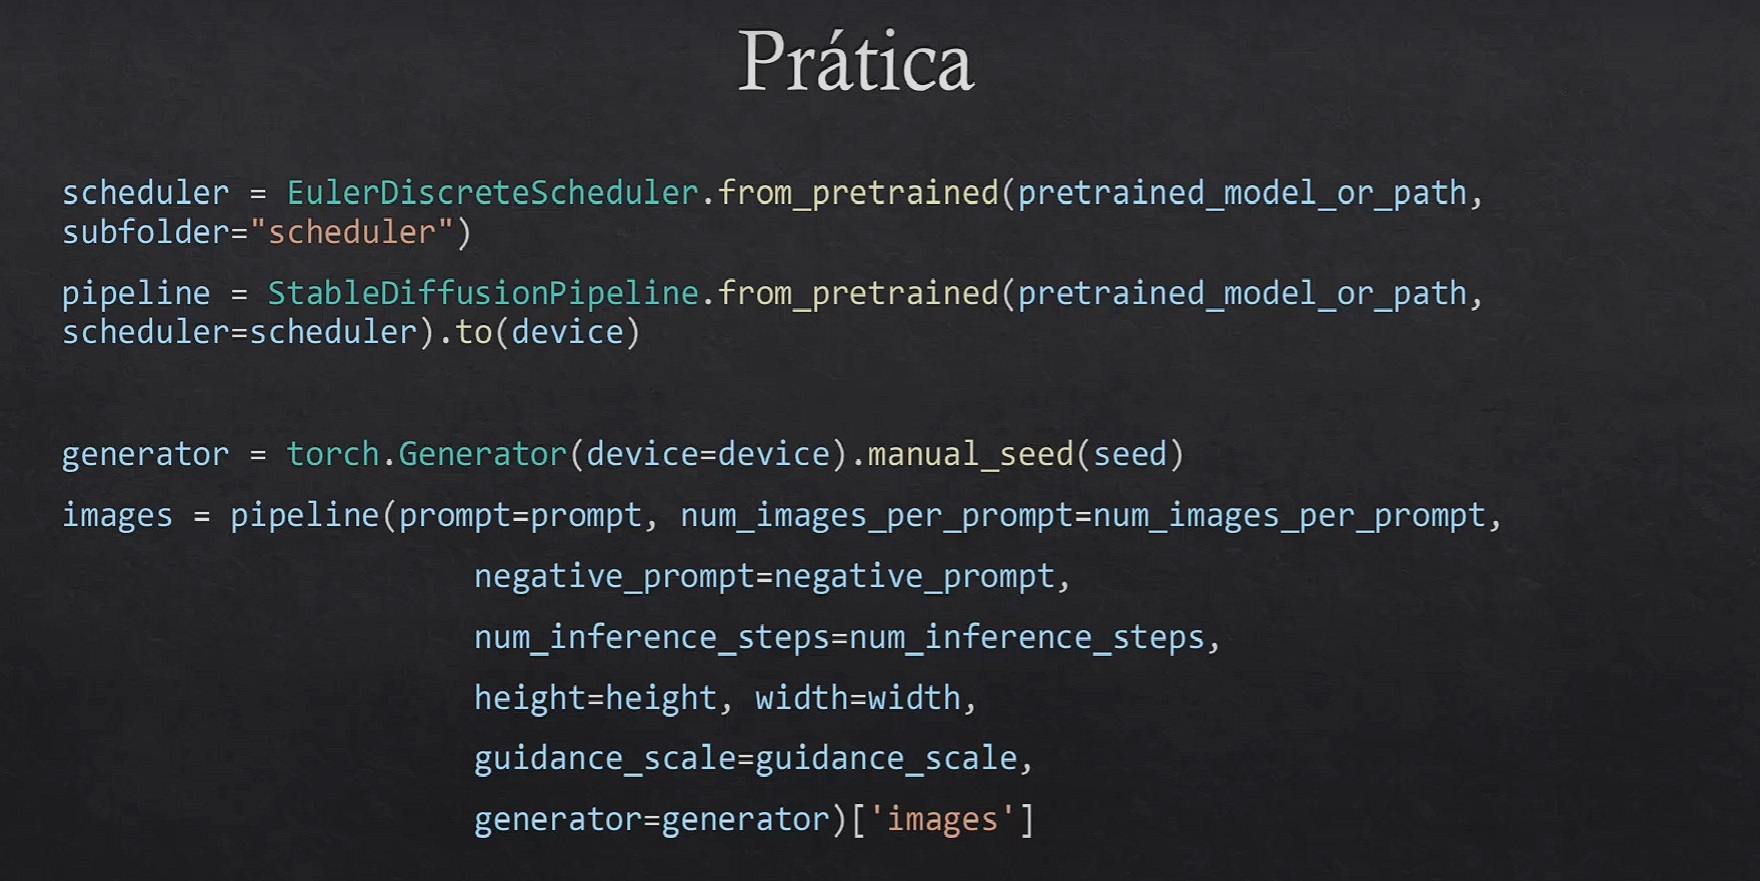 Prática
scheduler = EulerDiscreteScheduler.from_pretrained(pretrained_model_or_path,
subfolder="scheduler")
pipeline = StableDiffusionPipeline.from_pretrained(pretrained_model_or_path,
scheduler=scheduler).to(device)
generator = torch.Generator(device=device).manual_seed(seed)
images = pipeline(prompt=prompt, num_images_per_prompt=num_images_per_prompt,
negative_prompt=negative_prompt,
num_inference_steps=num_inference_steps,
height=height, width=width,
guidance_scale=guidance_scale,
generator=generator)['images']